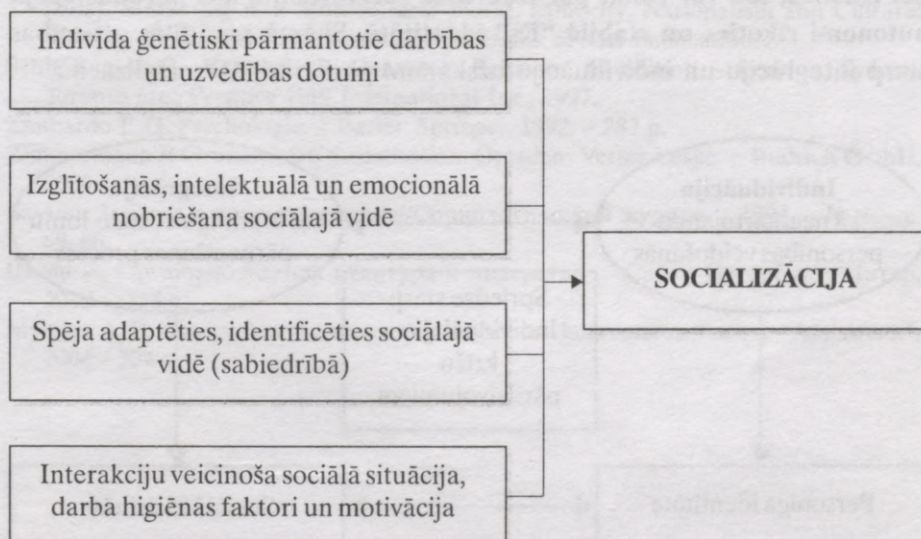 Indivīda ģenētiski pārmantotie darbības
un uzvedības dotumi
Izglītošanās, intelektuālā un emocionālā
nobriešana sociālajā vidē
Spēja adaptēties, identificēties sociālajā
vidē (sabiedrībā)
Interakciju veicinoša sociālā situācija,
darba higiēnas faktori un motivācija
SOCIALIZĀCIJA